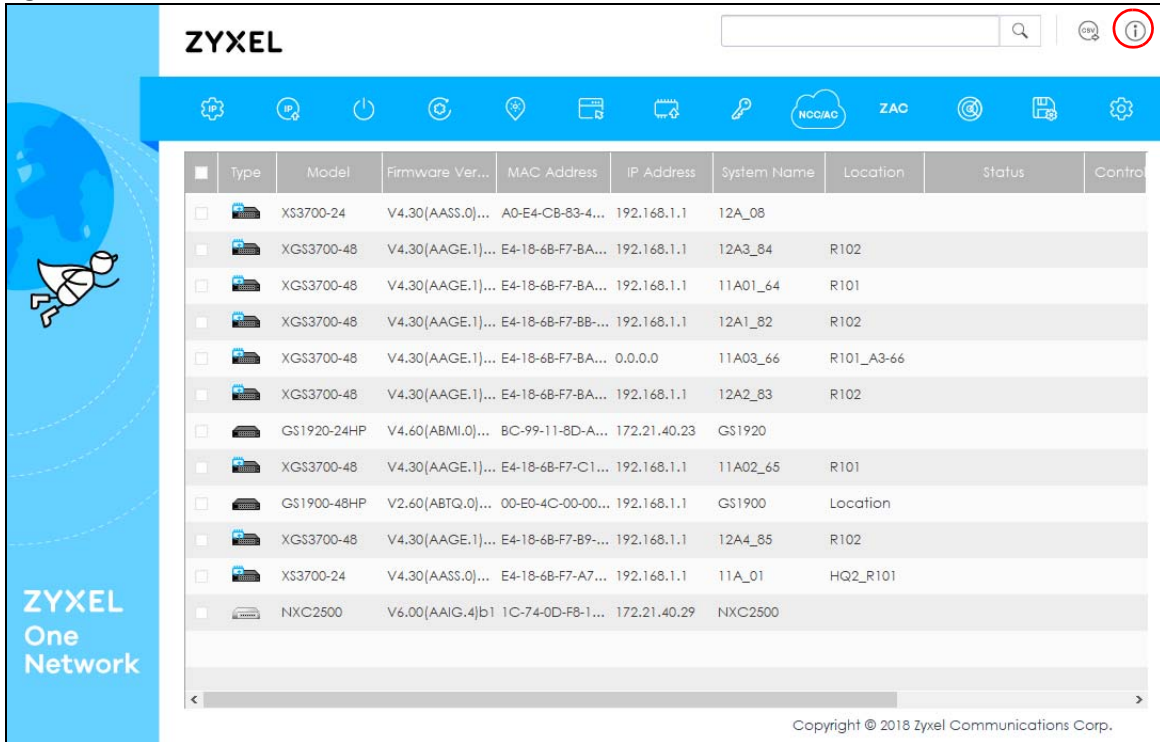 ZYXEL
CSV
IP IP NCC/AC ZAC
Type Model Firmware Ver... MAC Address IP Address System Name Location Status Control
XS3700-24 V4.30(AASS.0)... A0-E4-CB-83-4... 192.168.1.1 12A_08
XGS3700-48 V4.30(AAGE.1)... E4-18-6B-F7-BA... 192.168.1.1 12A3_84 R102
XGS3700-48 V4.30(AAGE.1)... E4-18-6B-F7-BA... 192.168.1.1 11A01_64 R101
XGS3700-48 V4.30(AAGE.1)... E4-18-6B-F7-BB-... 192.168.1.1 12A1_82 R102
XGS3700-48 V4.30(AAGE.1)... E4-18-6B-F7-BA... 0.0.0.0 11A03_66 R101_A3-66
XGS3700-48 V4.30(AAGE.1)... E4-18-6B-F7-BA... 192.168.1.1 12A2_83 R102
GS1920-24HP V4.60(ABMI.0)... BC-99-11-8D-A... 172.21.40.23 GS1920
XGS3700-48 V4.30(AAGE.1)... E4-18-6B-F7-C1... 192.168.1.1 11A02_65 R101
GS1900-48HP V2.60(ABTQ.0)... 00-E0-4C-00-00... 192.168.1.1 GS1900 Location
XGS3700-48 V4.30(AAGE.1)... E4-18-6B-F7-B9-... 192.168.1.1 12A4_85 R102
XS3700-24 V4.30(AASS.0)... E4-18-6B-F7-A7... 192.168.1.1 11A_01 HQ2_R101
NXC2500 V6.00(AAIG.4)b1 1C-74-0D-F8-1... 172.21.40.29 NXC2500
ZYXEL
One
Network
Copyright © 2018 Zyxel Communications Corp.